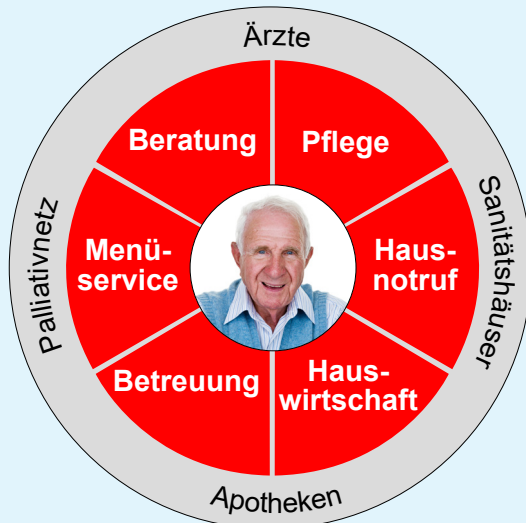 Ärzte
Beratung
Pflege
Palliativnetz
Menü-
service
Haus-
notruf
Sanitätshäuser
Betreuung
Haus-
wirtschaft
Apotheken